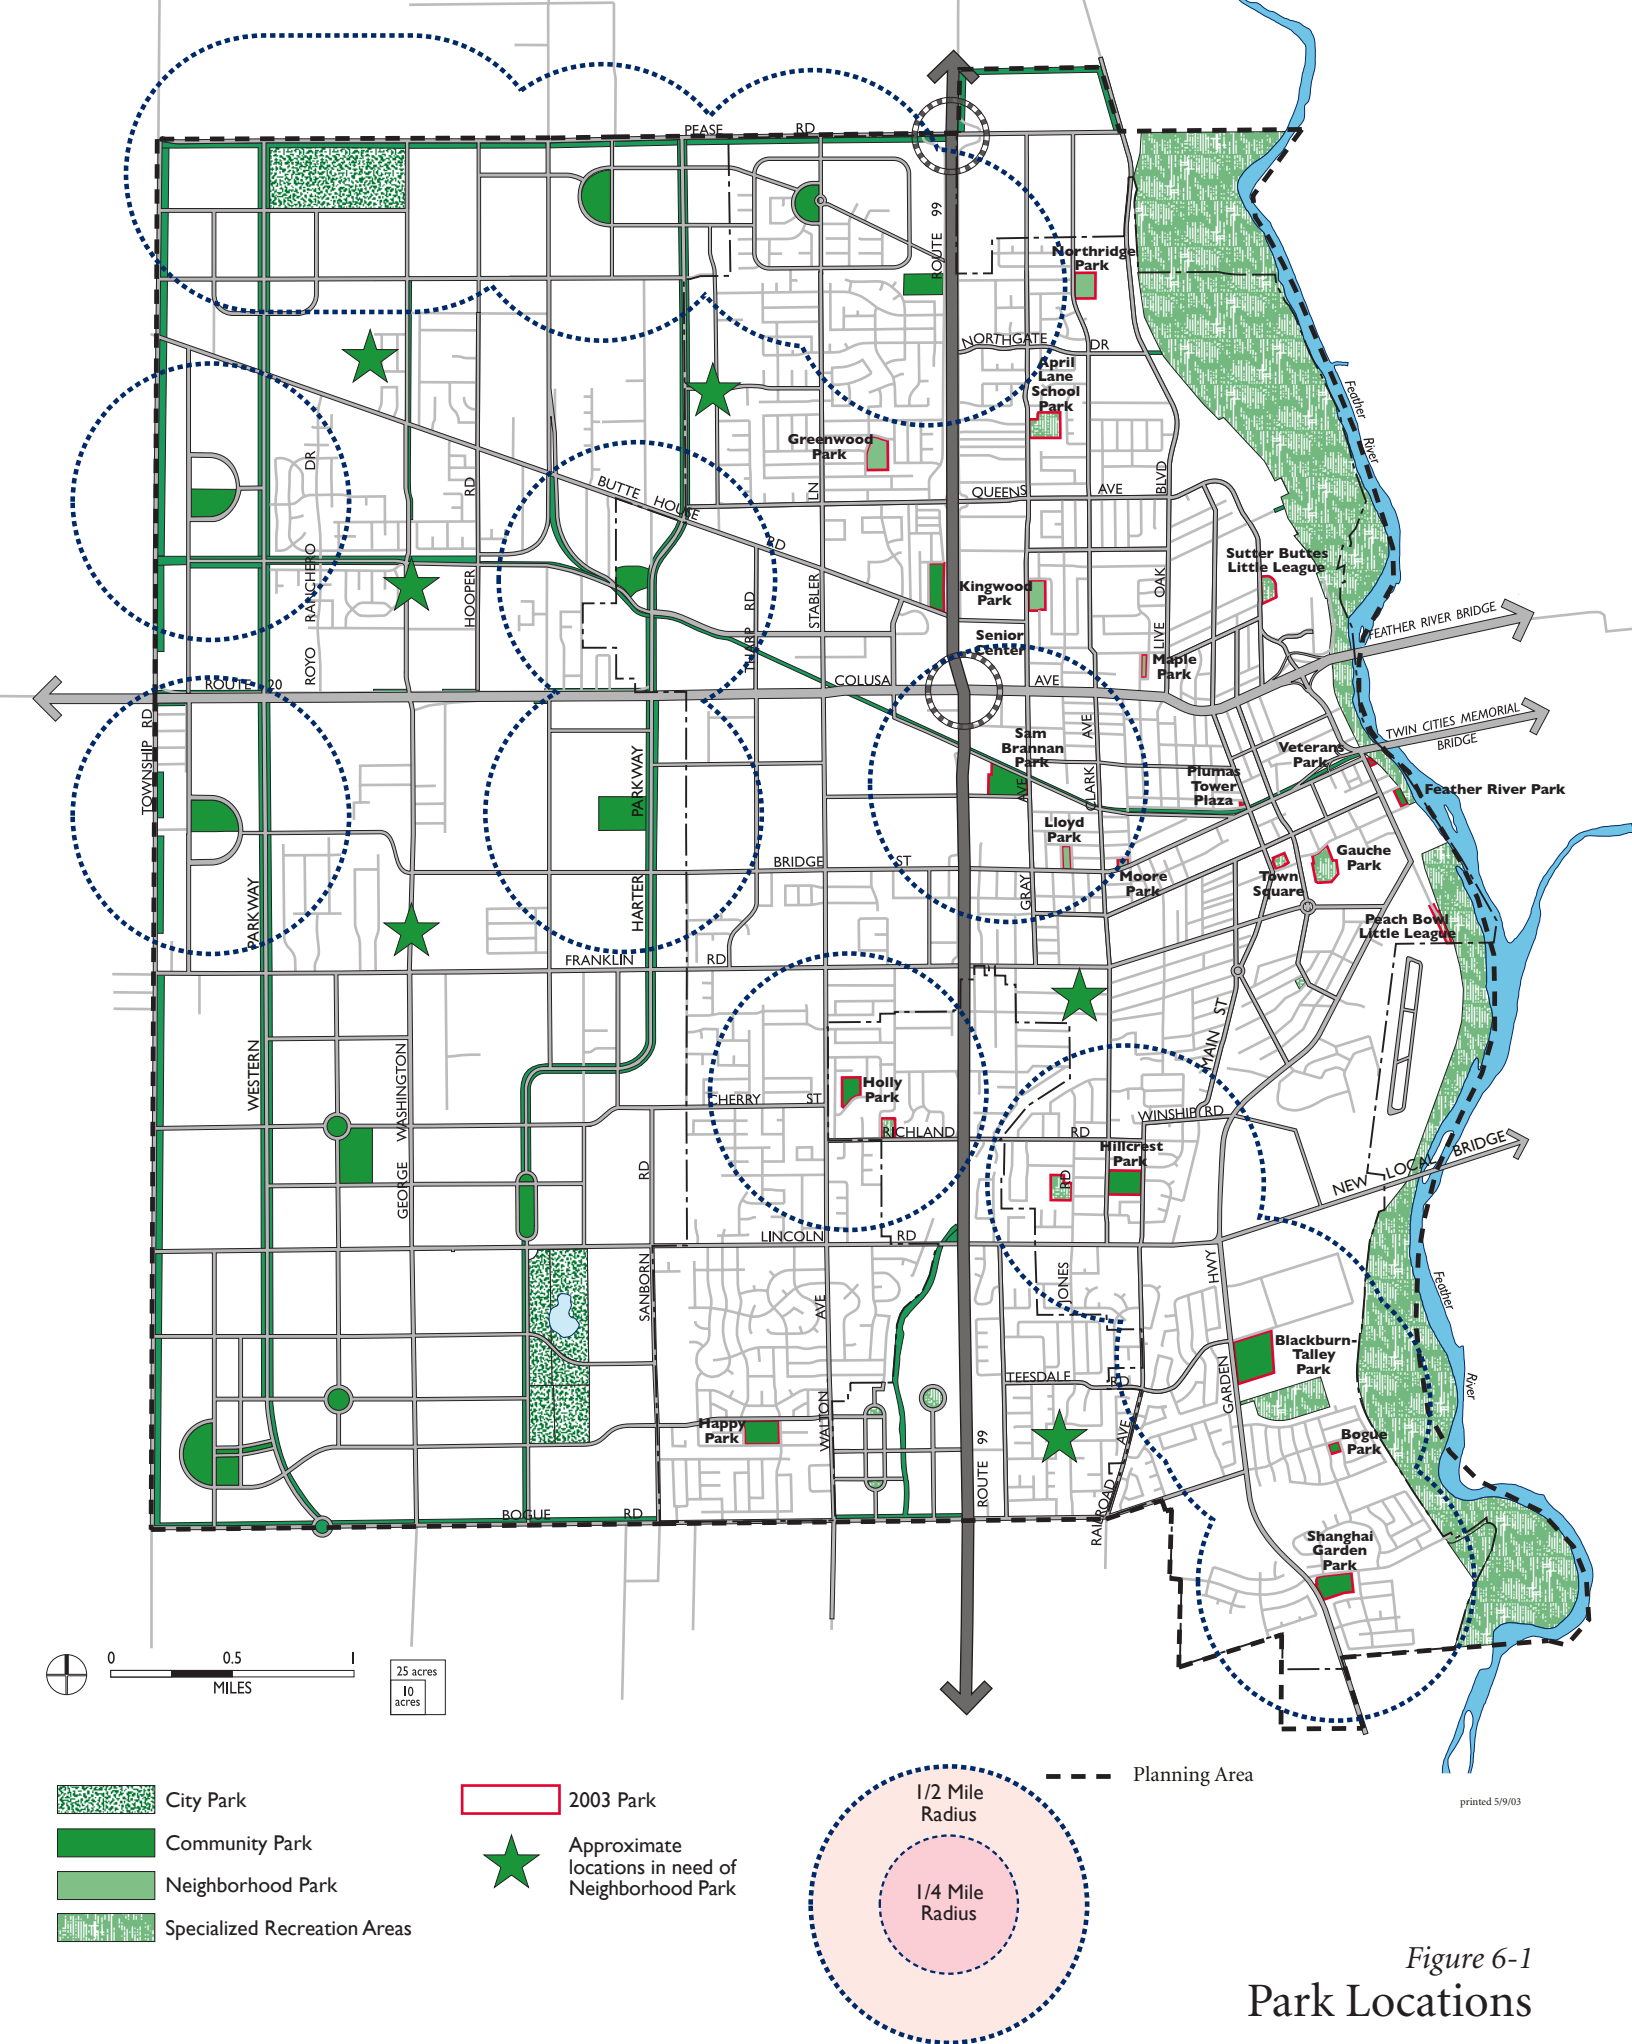 PEASE RD
ROUTE 99
Northridge
Park
NORTHGATE DR
April
Lane
School
Park
Feather
River
Greenwood
Park
DR
RD
LN
BUTTE HOUSE RD
QUEENS AVE
BLVD
Sutter Buttes
Little League
ROYO RANCHERO
HOOPER
STABLER
THARP RD
Kingwood
Park
OAK
LIVE
FEATHER RIVER BRIDGE
Senior
Center
Maple
Park
ROUTE 20
COLUSA AVE
TOWNSHIP RD
TWIN CITIES MEMORIAL
BRIDGE
Sam
Brannan
Park
AVE
AVE
CLARK
GRAY
Veterans
Park
Plumas
Tower
Plaza
Feather River Park
PARKWAY
Lloyd
Park
BRIDGE ST
Moore
Park
Town
Square
Gauche
Park
PARKWAY
HARTER
Peach Bowl
Little League
FRANKLIN RD
MAIN ST
WESTERN
GEORGE WASHINGTON
Holly
Park
CHERRY ST
WINSHIP RD
RICHLAND RD
Hillcrest
Park
NEW LOCAL BRIDGE
RD
RD
LINCOLN RD
SANBORN
AVE
JONES
HWY
Feather
River
Blackburn-
Talley
Park
TEESDALE RD
GARDEN
Happy
Park
WALTON
ROUTE 99
AVE
RAILROAD
Bogue
Park
BOGUE RD
Shanghai
Garden
Park
0 0.5 1
MILES
25 acres
10
acres
City Park
Community Park
Neighborhood Park
Specialized Recreation Areas
2003 Park
Approximate
locations in need of
Neighborhood Park
1/2 Mile
Radius
1/4 Mile
Radius
Planning Area
printed 5/9/03
Figure 6-1
Park Locations